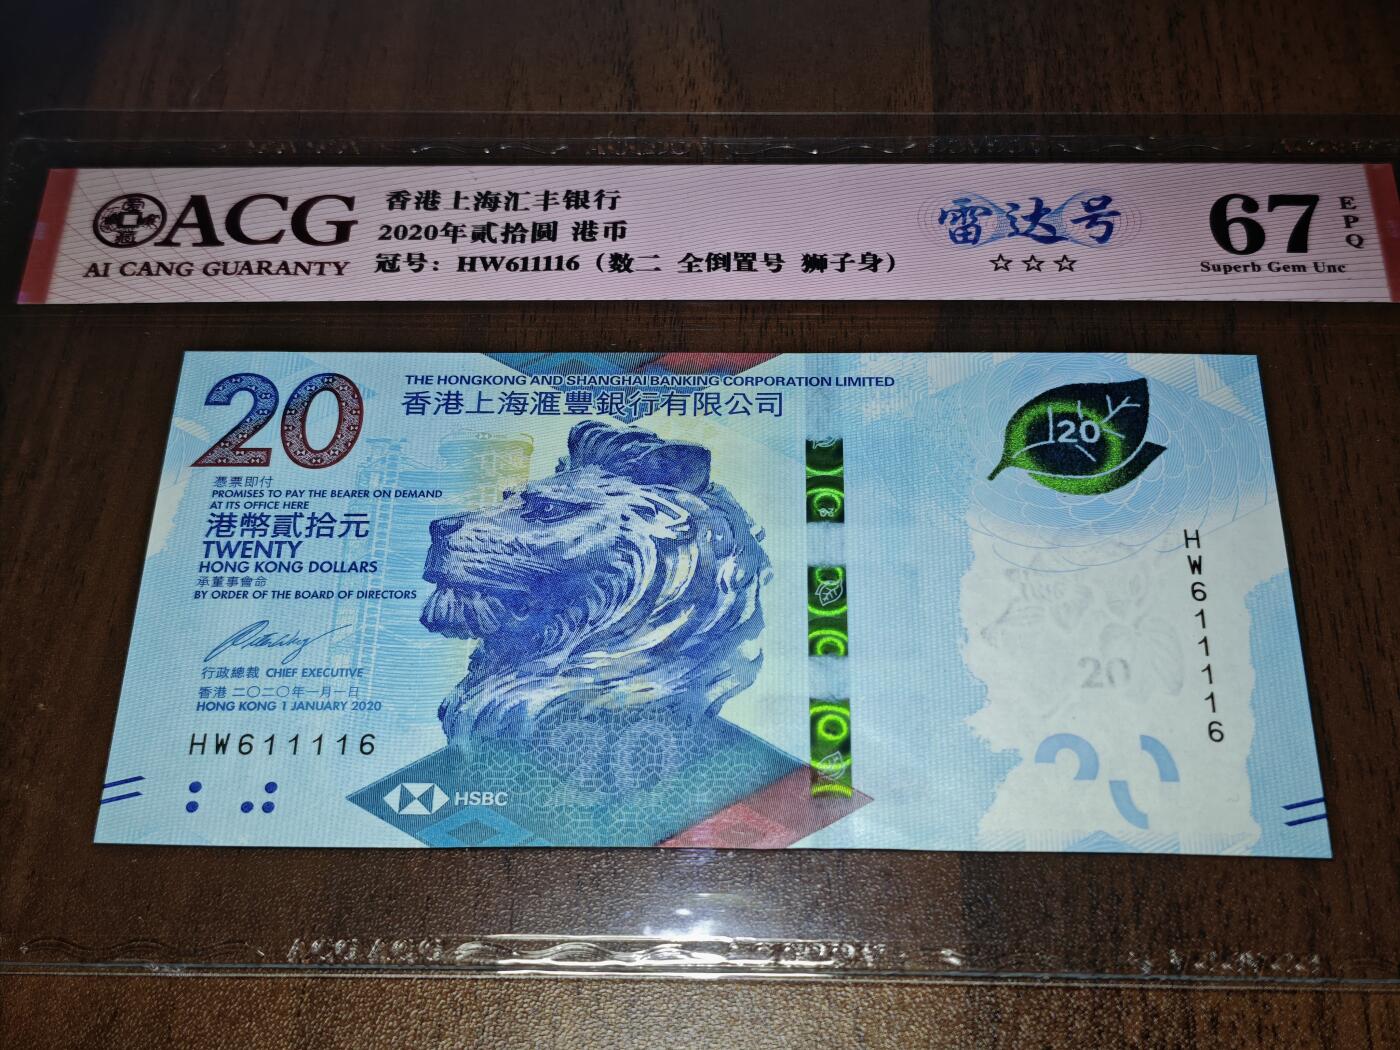 ACG
AI CANG GUARANTY
香港上海汇丰银行
2020年貳拾圓 港币
冠号：HW611116（数二 全倒置号 狮子身）
雷达号
☆☆☆
67
EPQ
Superb Gem Unc
20
THE HONGKONG AND SHANGHAI BANKING CORPORATION LIMITED
香港上海滙豐銀行有限公司
憑票即付
PROMISES TO PAY THE BEARER ON DEMAND
AT ITS OFFICE HERE
港幣貳拾元
TWENTY
HONG KONG DOLLARS
承董事會命
BY ORDER OF THE BOARD OF DIRECTORS
行政總裁 CHIEF EXECUTIVE
香港 二〇二〇年一月一日
HONG KONG 1 JANUARY 2020
HW611116
HSBC
20
HW611116
20
20
20
ACG ACG